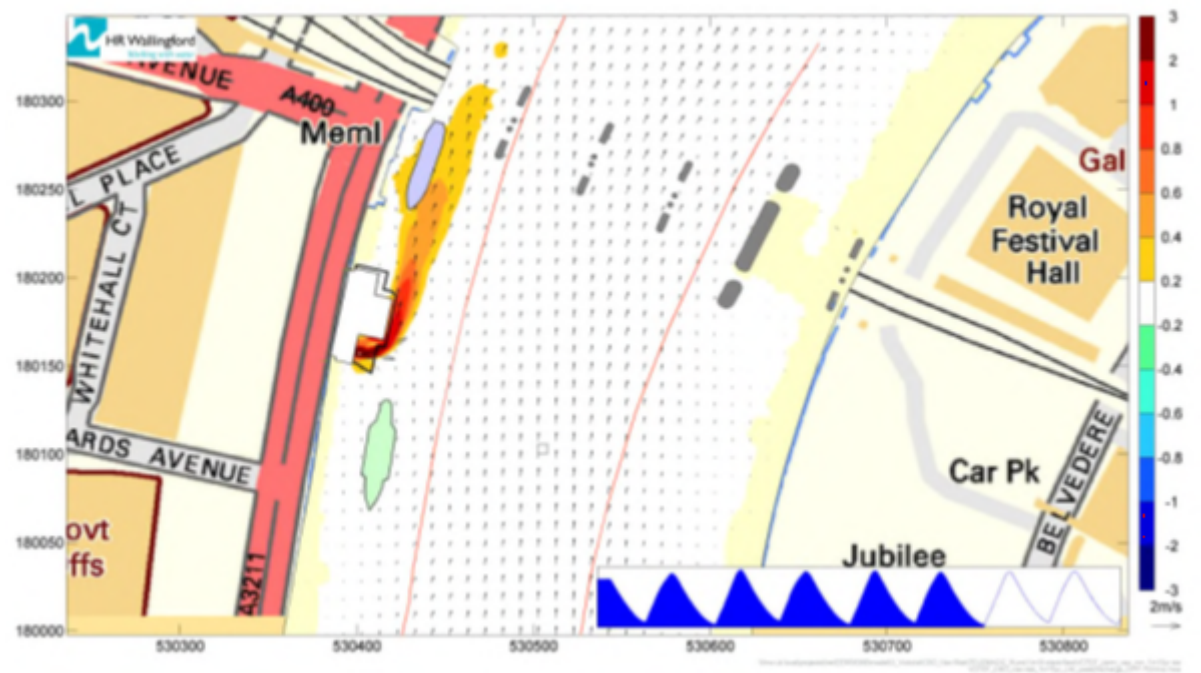 HR Wallingford
AVENUE
A400
Meml
L PLACE
WHITEHALL CT
ARDS AVENUE
ovt
ffs
A3211
Gal
Royal
Festival
Hall
Car Pk
BELVEDERE
Jubilee
180300
180250
180200
180150
180100
180050
180000
530300
530400
530500
530600
530700
530800
3
2
1
0.8
0.6
0.4
0.2
-0.2
-0.4
-0.6
-0.8
-1
-2
-3
2m/s